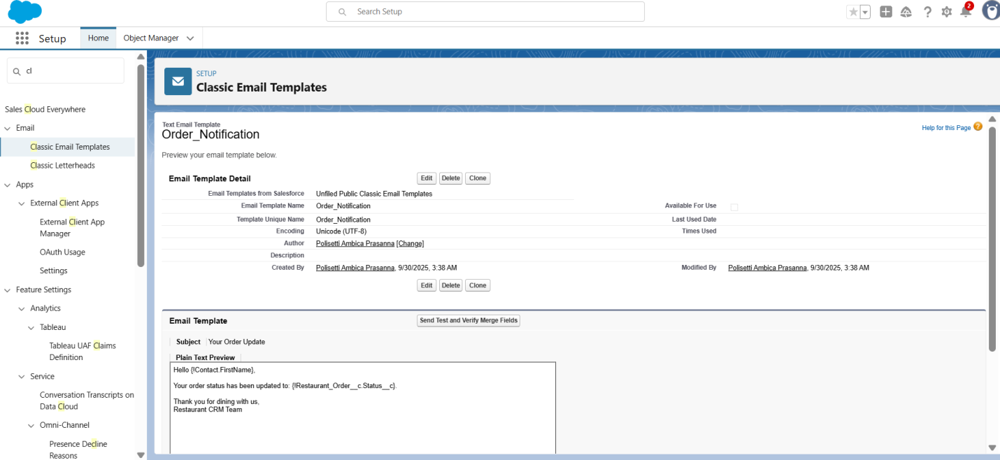 Search Setup
2
Setup
Home
Object Manager
cl
Sales Cloud Everywhere
Email
Classic Email Templates
Classic Letterheads
Apps
External Client Apps
External Client App
Manager
OAuth Usage
Settings
Feature Settings
Analytics
Tableau
Tableau UAF Claims
Definition
Service
Conversation Transcripts on
Data Cloud
Omni-Channel
Presence Decline
Reasons
SETUP
Classic Email Templates
Text Email Template
Order_Notification
Help for this Page ?
Preview your email template below.
Email Template Detail
Edit Delete Clone
Email Templates from Salesforce Unfiled Public Classic Email Templates
Email Template Name Order_Notification Available For Use
Template Unique Name Order_Notification Last Used Date
Encoding Unicode (UTF-8) Times Used
Author Polisetti Ambica Prasanna [Change]
Description
Created By Polisetti Ambica Prasanna, 9/30/2025, 3:38 AM Modified By Polisetti Ambica Prasanna, 9/30/2025, 3:38 AM
Edit Delete Clone
Email Template Send Test and Verify Merge Fields
Subject Your Order Update
Plain Text Preview
Hello {!Contact.FirstName},
Your order status has been updated to: {!Restaurant_Order__c.Status__c}.
Thank you for dining with us,
Restaurant CRM Team